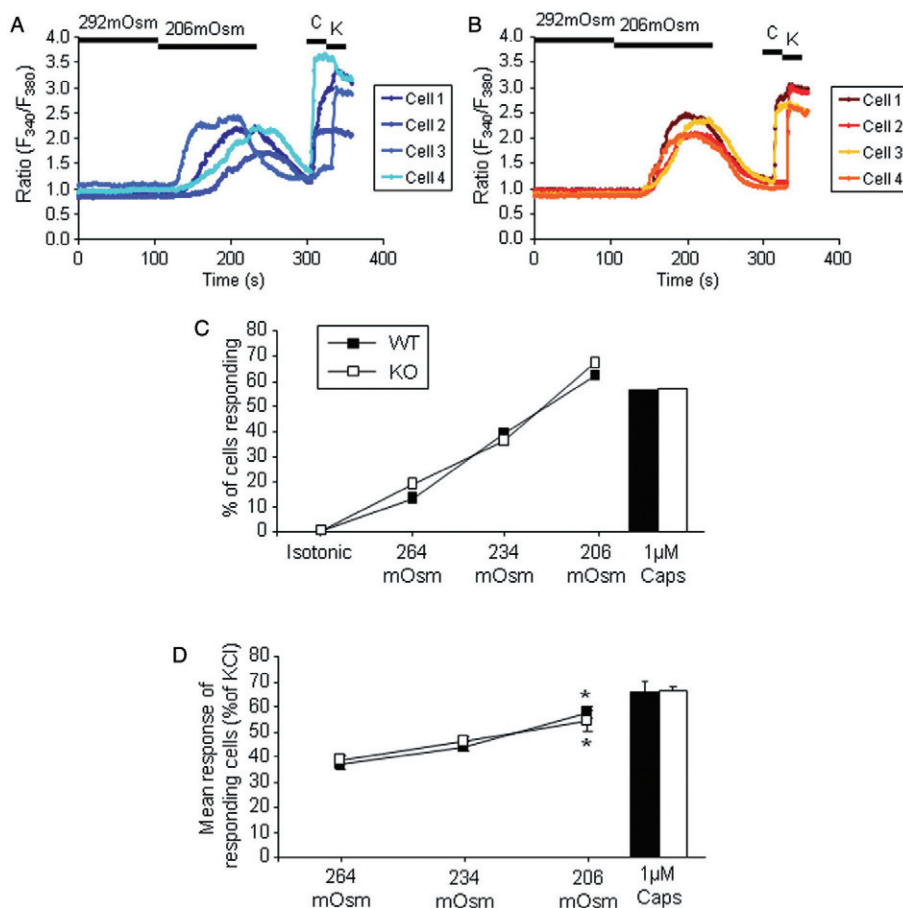 A
292mOsm
206mOsm
C
K
Ratio (F340/F380)
4.0
3.5
3.0
2.5
2.0
1.5
1.0
0.5
0.0
0
100
200
300
400
Time (s)
Cell 1
Cell 2
Cell 3
Cell 4
B
292mOsm
206mOsm
C
K
Ratio (F340/F380)
4.0
3.5
3.0
2.5
2.0
1.5
1.0
0.5
0.0
0
100
200
300
400
Time (s)
Cell 1
Cell 2
Cell 3
Cell 4
C
% of cells responding
80
70
60
50
40
30
20
10
0
WT
KO
Isotonic
264
mOsm
234
mOsm
206
mOsm
1µM
Caps
D
Mean response of
responding cells (% of KCl)
80
70
60
50
40
30
20
10
0
*
*
264
mOsm
234
mOsm
206
mOsm
1µM
Caps